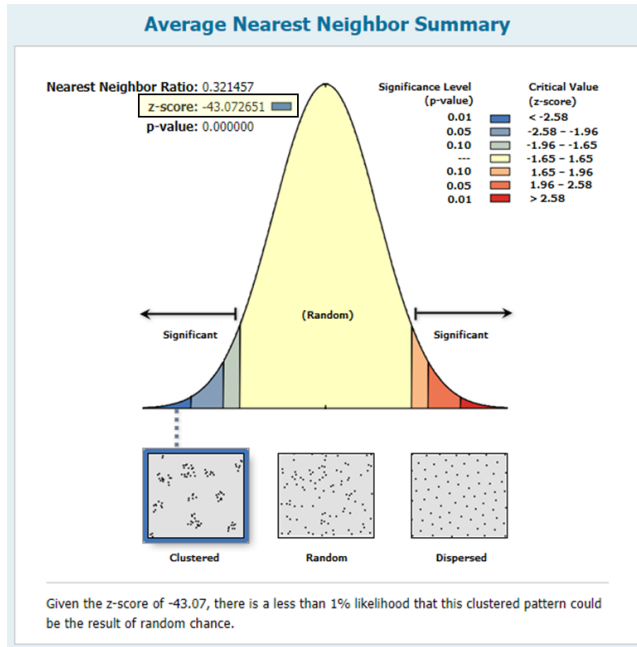 Average Nearest Neighbor Summary
Nearest Neighbor Ratio: 0.321457
z-score: -43.072651
p-value: 0.000000
Significance Level
(p-value)
Critical Value
(z-score)
0.01 < -2.58
0.05 -2.58 – -1.96
0.10 -1.96 – -1.65
--- -1.65 – 1.65
0.10 1.65 – 1.96
0.05 1.96 – 2.58
0.01 > 2.58
(Random)
Significant
Significant
Clustered
Random
Dispersed
Given the z-score of -43.07, there is a less than 1% likelihood that this clustered pattern could
be the result of random chance.